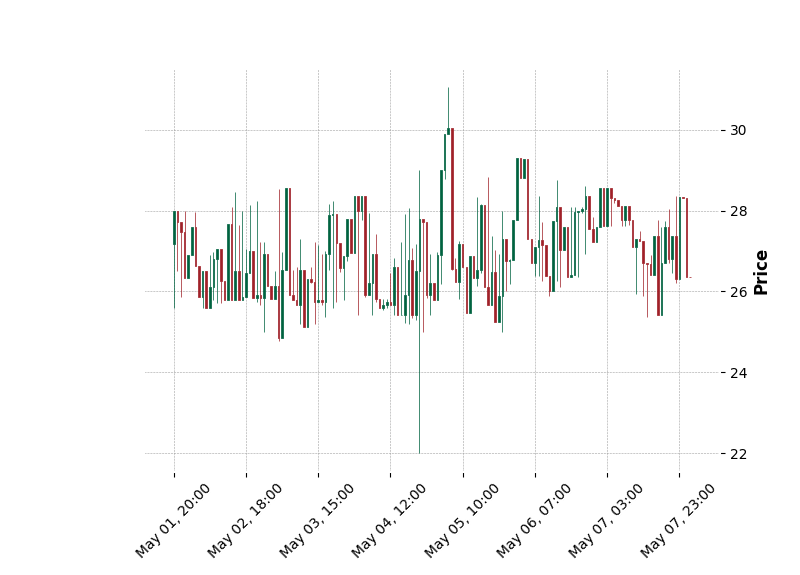 30
28
26
24
22
Price
May 01, 20:00
May 02, 18:00
May 03, 15:00
May 04, 12:00
May 05, 10:00
May 06, 07:00
May 07, 03:00
May 07, 23:00